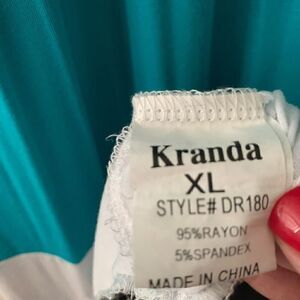 Kranda
XL
STYLE# DR180
95%RAYON
5%SPANDEX
MADE IN CHINA